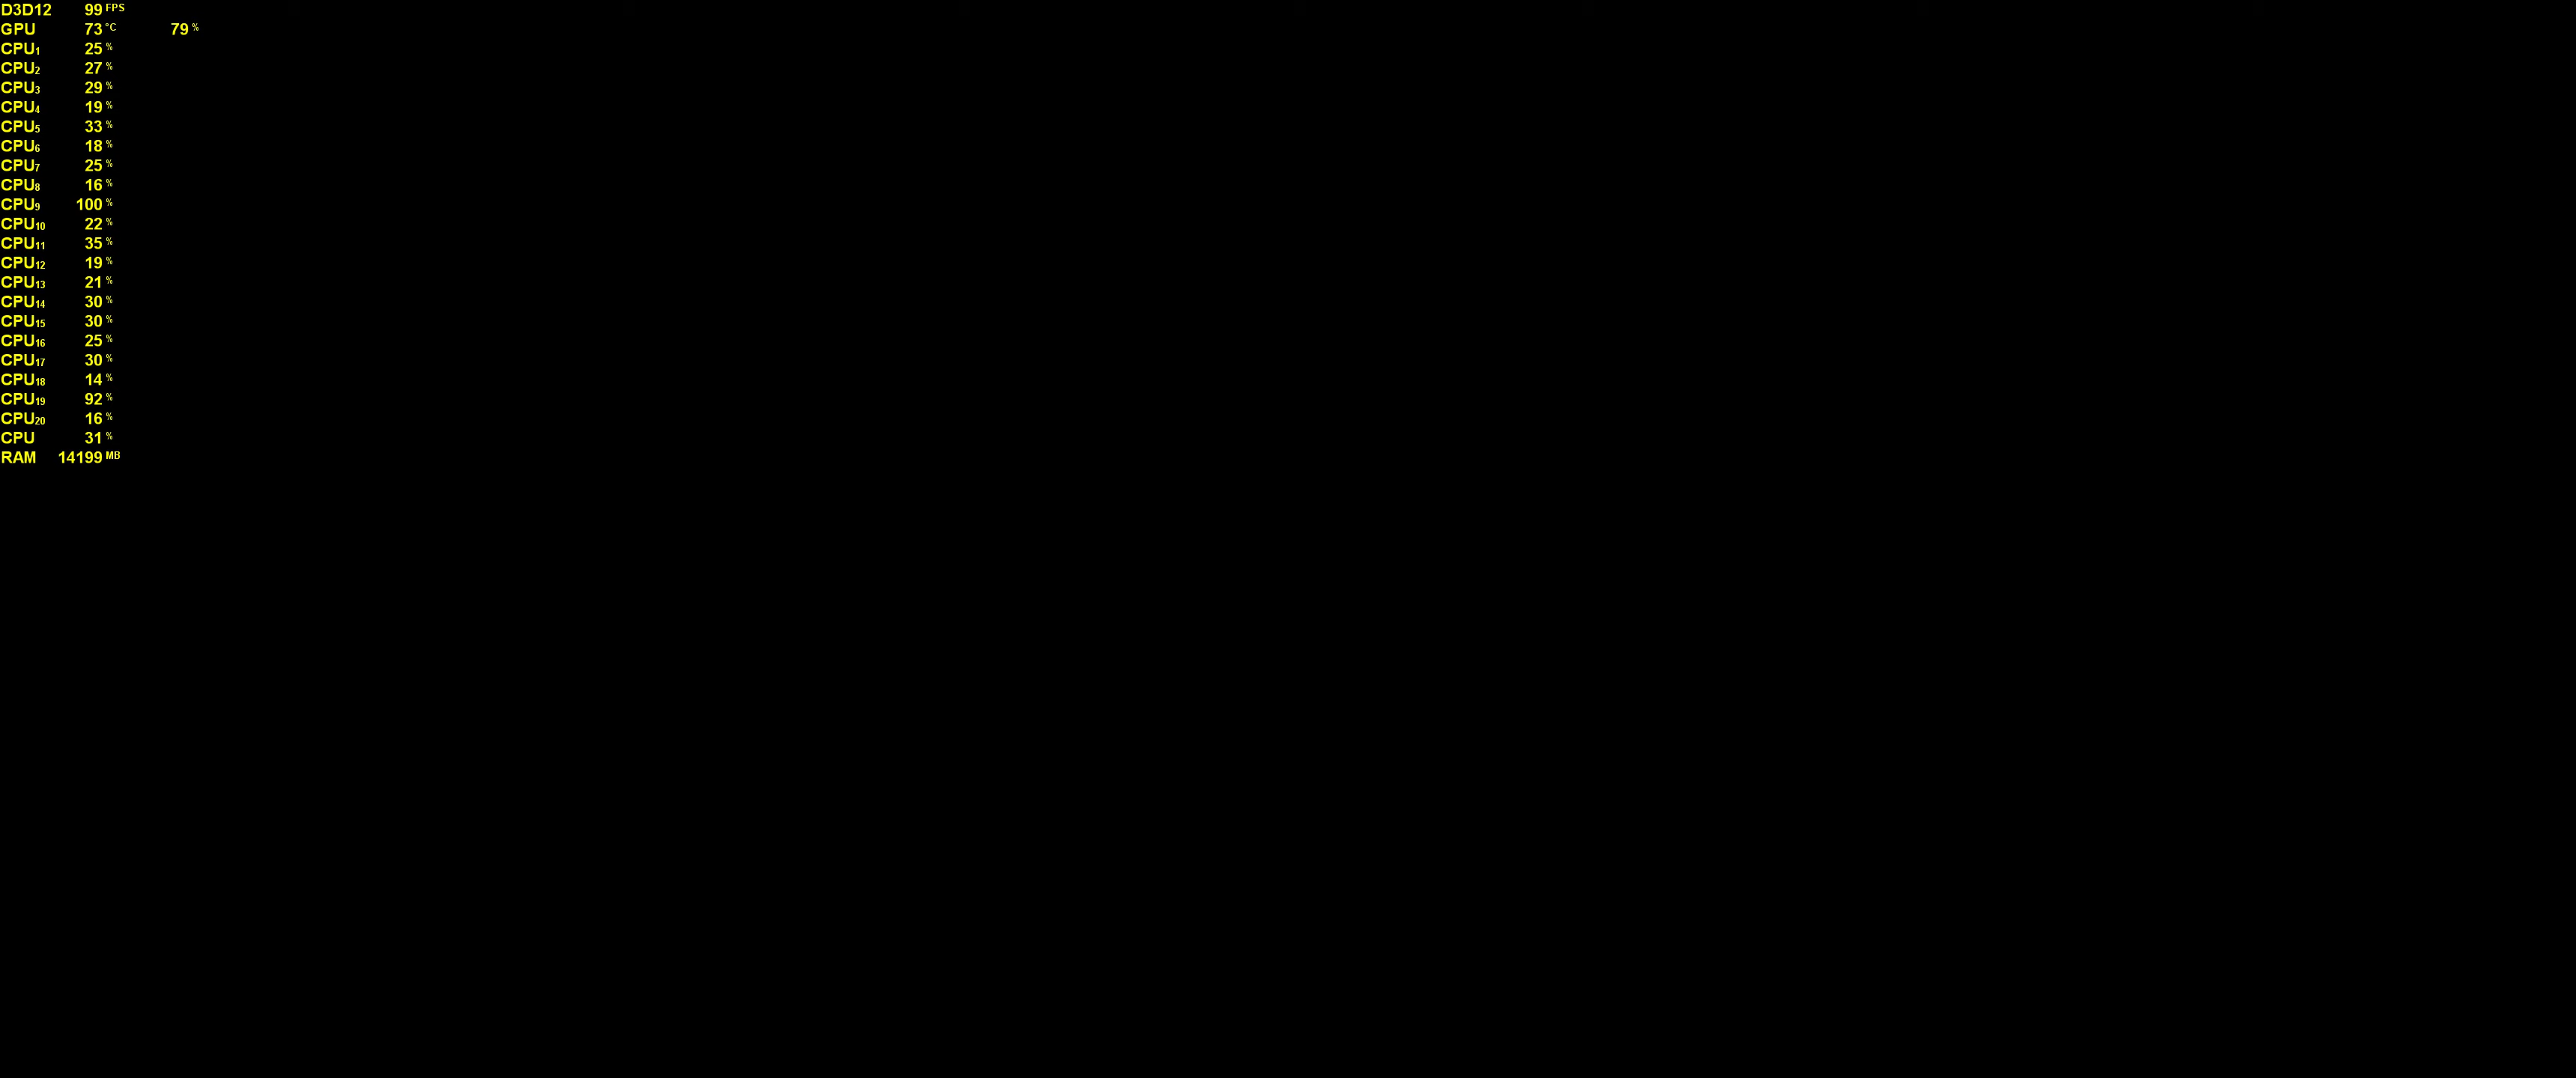 D3D12 99 FPS
GPU 73 °C 79 %
CPU1 25 %
CPU2 27 %
CPU3 29 %
CPU4 19 %
CPU5 33 %
CPU6 18 %
CPU7 25 %
CPU8 16 %
CPU9 100 %
CPU10 22 %
CPU11 35 %
CPU12 19 %
CPU13 21 %
CPU14 30 %
CPU15 30 %
CPU16 25 %
CPU17 30 %
CPU18 14 %
CPU19 92 %
CPU20 16 %
CPU 31 %
RAM 14199 MB